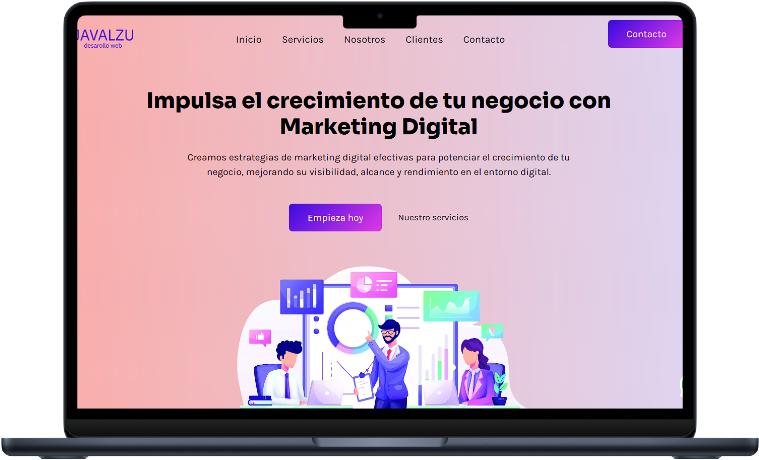 JAVALZU
desarollo web
Inicio
Servicios
Nosotros
Clientes
Contacto
Contacto
Impulsa el crecimiento de tu negocio con
Marketing Digital
Creamos estrategias de marketing digital efectivas para potenciar el crecimiento de tu
negocio, mejorando su visibilidad, alcance y rendimiento en el entorno digital.
Empieza hoy
Nuestro servicios